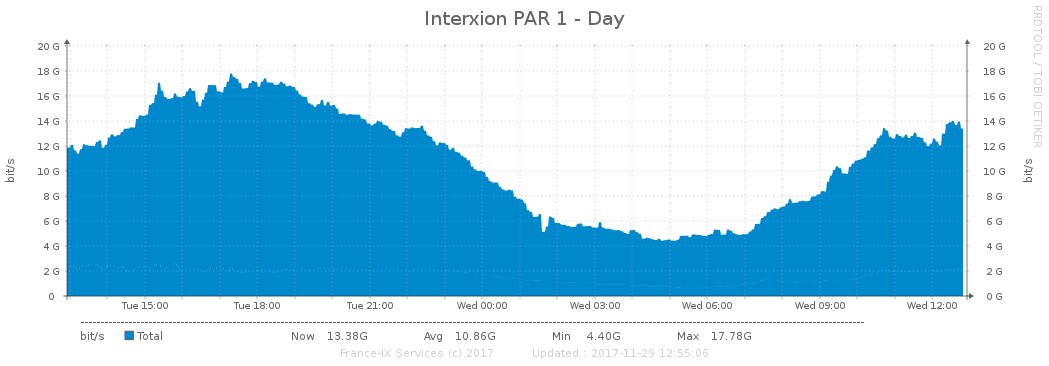 Interxion PAR 1 - Day
RRDTOOL / TOBI OETIKER
bit/s
20 G 20 G
18 G 18 G
16 G 16 G
14 G 14 G
12 G 12 G
10 G 10 G
8 G 8 G
6 G 6 G
4 G 4 G
2 G 2 G
0 0 G
bit/s
Tue 15:00 Tue 18:00 Tue 21:00 Wed 00:00 Wed 03:00 Wed 06:00 Wed 09:00 Wed 12:00
bit/s Total Now 13.38G Avg 10.86G Min 4.40G Max 17.78G
France-IX Services (c) 2017 Updated : 2017-11-29 12:55:06